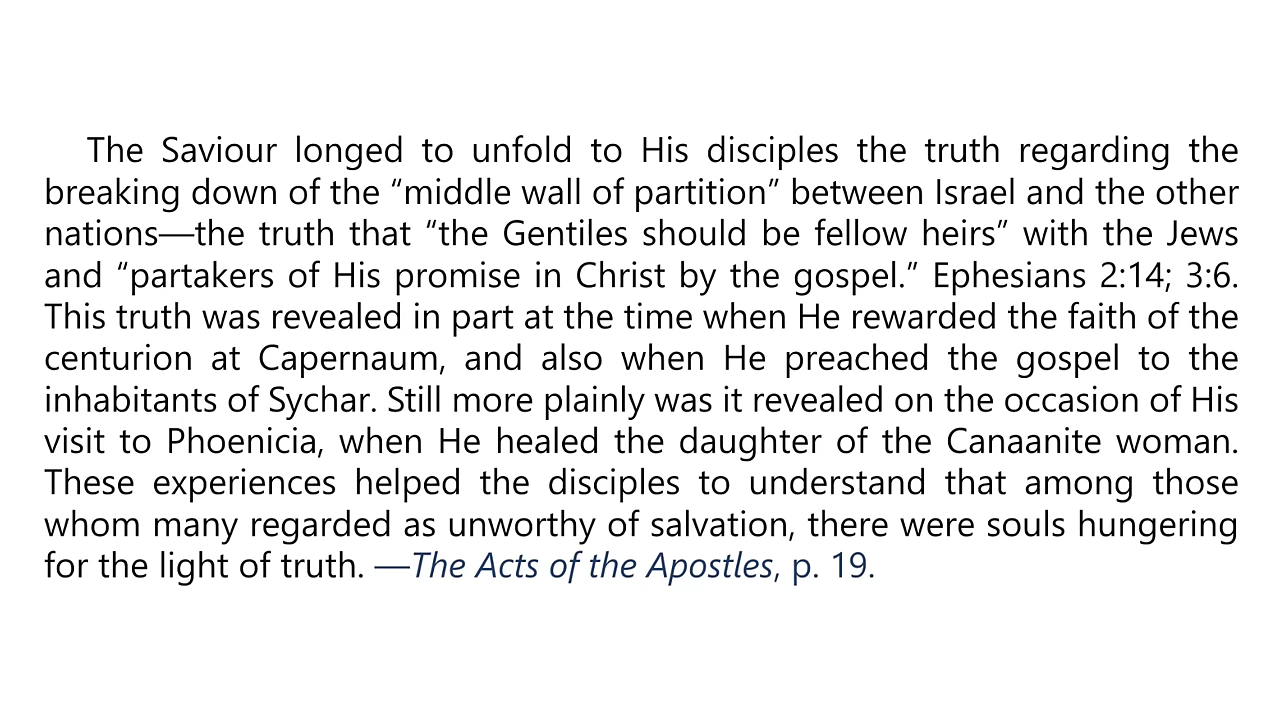 The Saviour longed to unfold to His disciples the truth regarding the
breaking down of the “middle wall of partition” between Israel and the other
nations—the truth that “the Gentiles should be fellow heirs” with the Jews
and “partakers of His promise in Christ by the gospel.” Ephesians 2:14; 3:6.
This truth was revealed in part at the time when He rewarded the faith of the
centurion at Capernaum, and also when He preached the gospel to the
inhabitants of Sychar. Still more plainly was it revealed on the occasion of His
visit to Phoenicia, when He healed the daughter of the Canaanite woman.
These experiences helped the disciples to understand that among those
whom many regarded as unworthy of salvation, there were souls hungering
for the light of truth. —The Acts of the Apostles, p. 19.